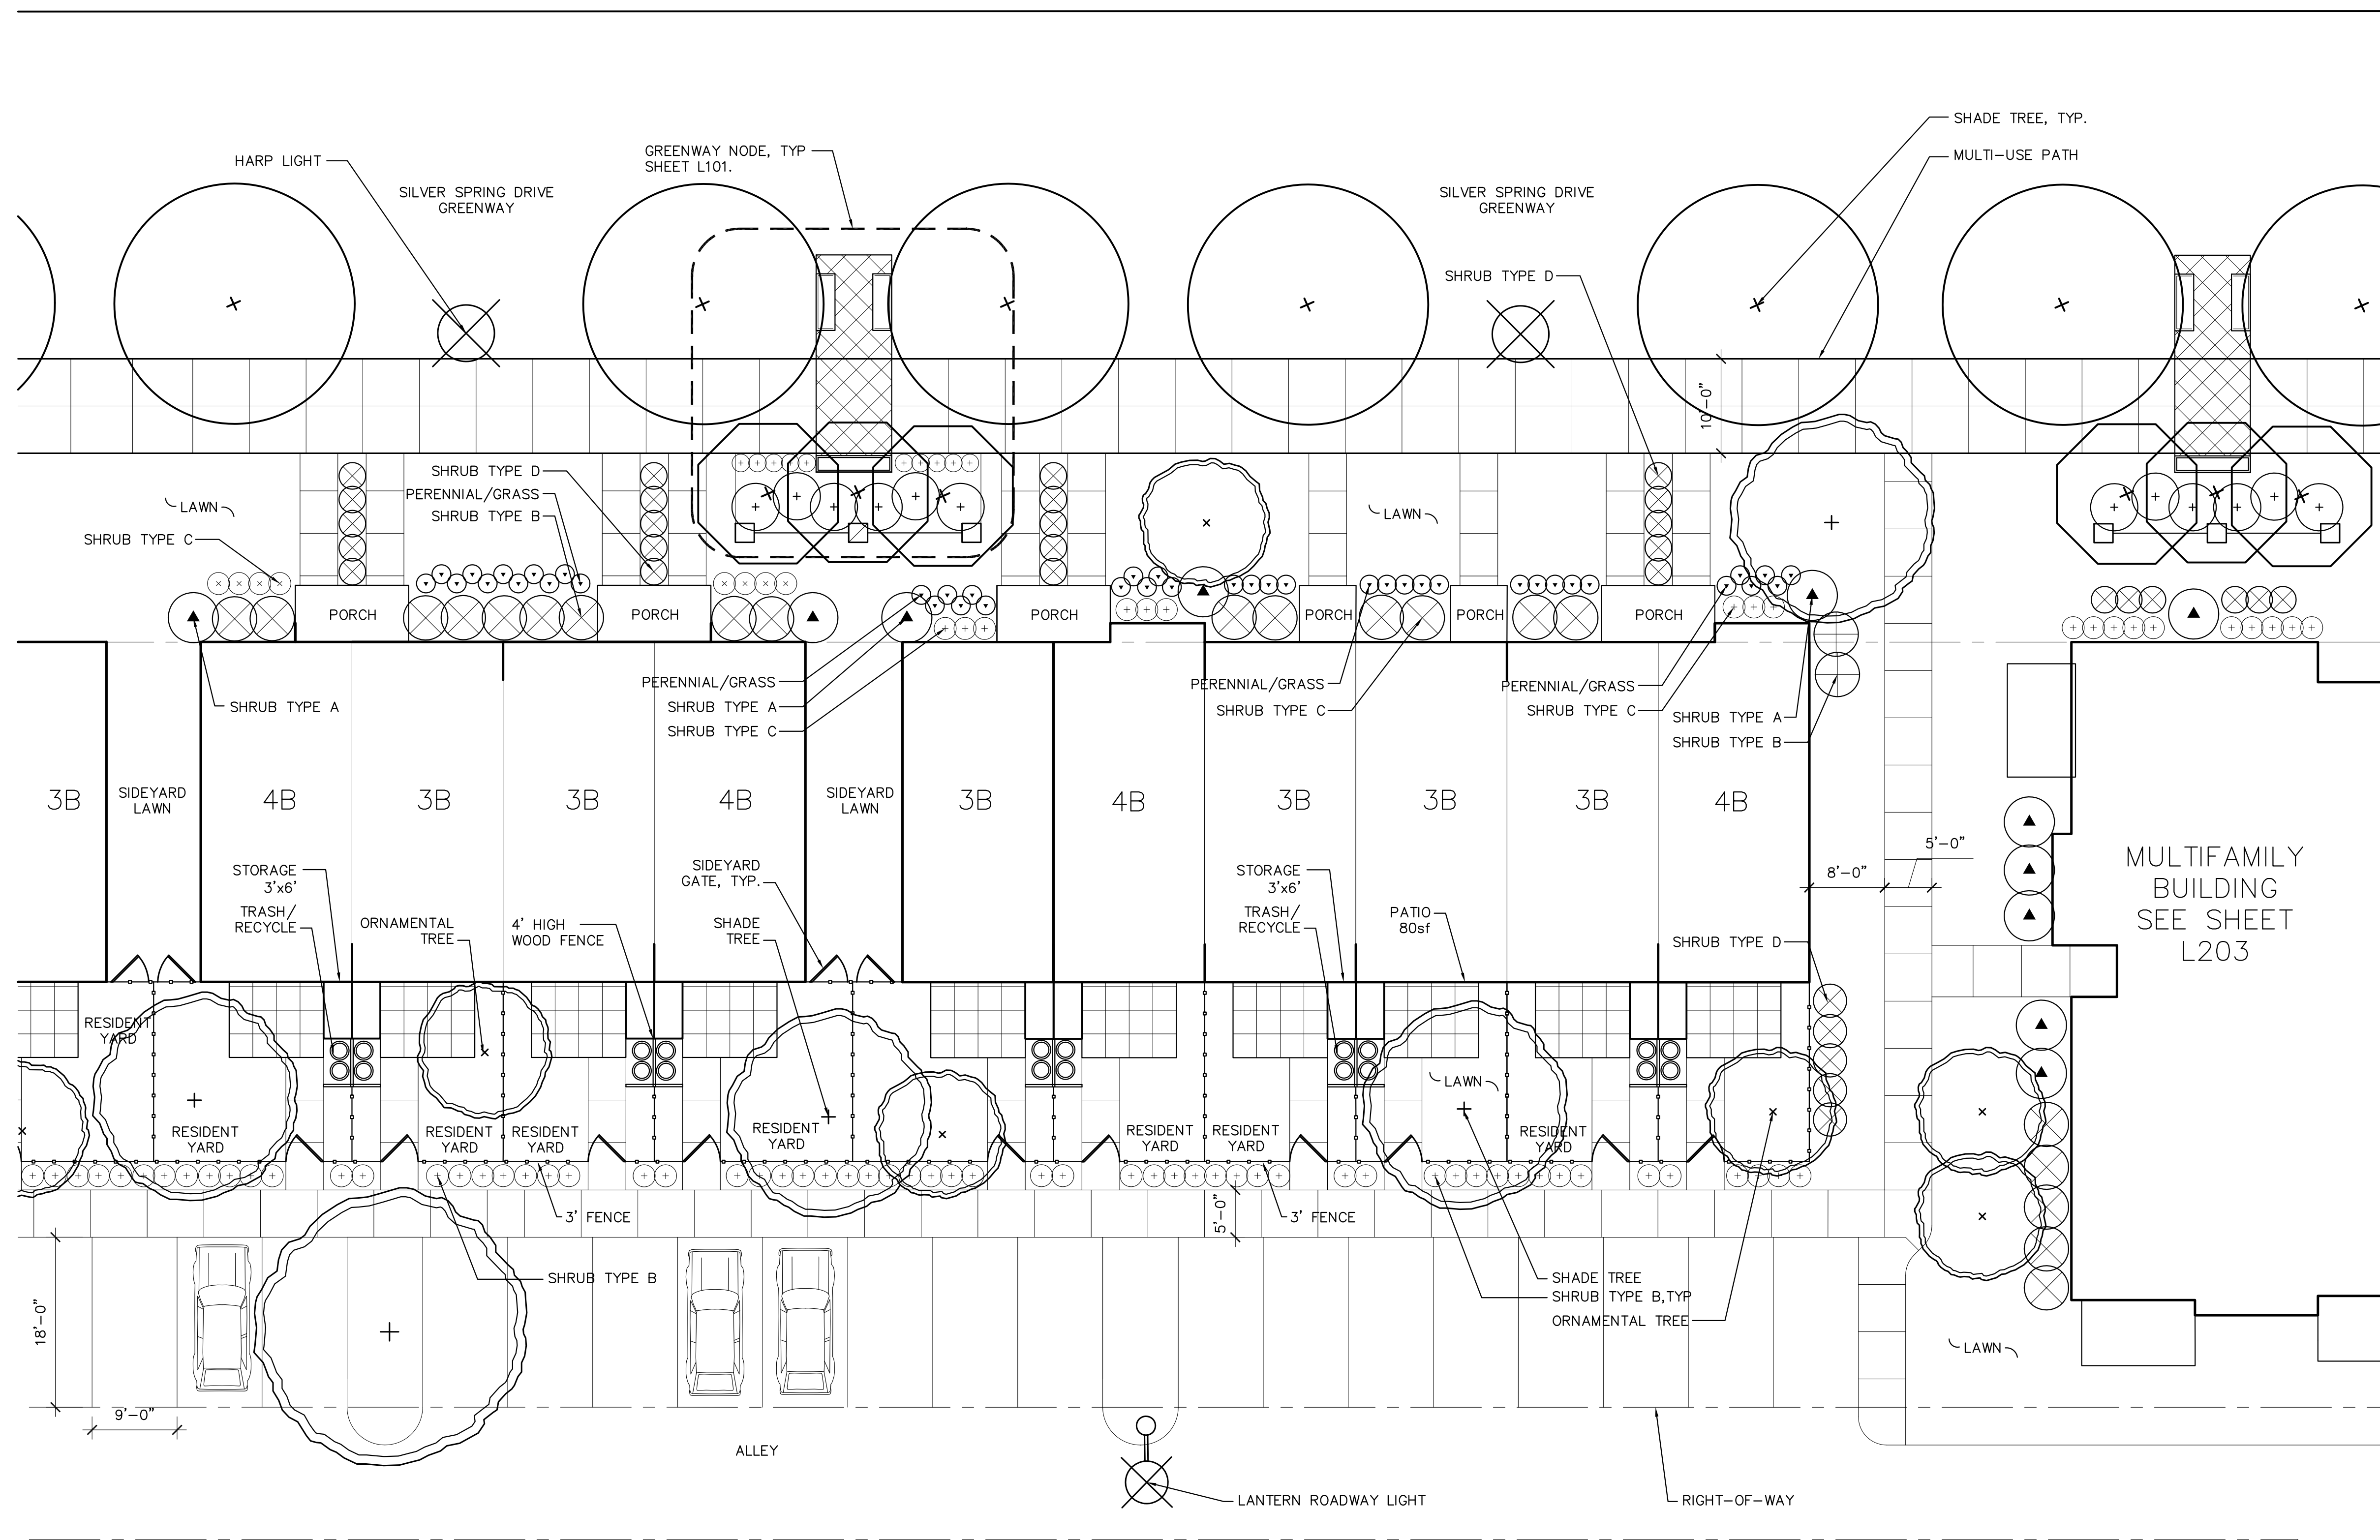 SHADE TREE, TYP.
GREENWAY NODE, TYP
SHEET L101.
MULTI-USE PATH
HARP LIGHT
SILVER SPRING DRIVE
GREENWAY
SILVER SPRING DRIVE
GREENWAY
SHRUB TYPE D
10'-0"
SHRUB TYPE D
PERENNIAL/GRASS
SHRUB TYPE B
LAWN
LAWN
SHRUB TYPE C
PORCH
PORCH
PORCH
PORCH
PORCH
PORCH
PERENNIAL/GRASS
SHRUB TYPE A
SHRUB TYPE C
PERENNIAL/GRASS
SHRUB TYPE C
PERENNIAL/GRASS
SHRUB TYPE C
SHRUB TYPE A
SHRUB TYPE A
SHRUB TYPE B
3B
SIDEYARD
LAWN
4B
3B
3B
4B
SIDEYARD
LAWN
3B
4B
3B
3B
3B
4B
5'-0"
8'-0"
MULTIFAMILY
BUILDING
SEE SHEET
L203
STORAGE
3'x6'
TRASH/
RECYCLE
ORNAMENTAL
TREE
4' HIGH
WOOD FENCE
SIDEYARD
GATE, TYP.
SHADE
TREE
STORAGE
3'x6'
TRASH/
RECYCLE
PATIO
80sf
SHRUB TYPE D
RESIDENT
YARD
LAWN
RESIDENT
YARD
RESIDENT
YARD
RESIDENT
YARD
RESIDENT
YARD
RESIDENT
YARD
RESIDENT
YARD
RESIDENT
YARD
3' FENCE
5'-0"
3' FENCE
SHRUB TYPE B
SHADE TREE
SHRUB TYPE B,TYP
ORNAMENTAL TREE
18'-0"
LAWN
9'-0"
ALLEY
LANTERN ROADWAY LIGHT
RIGHT-OF-WAY